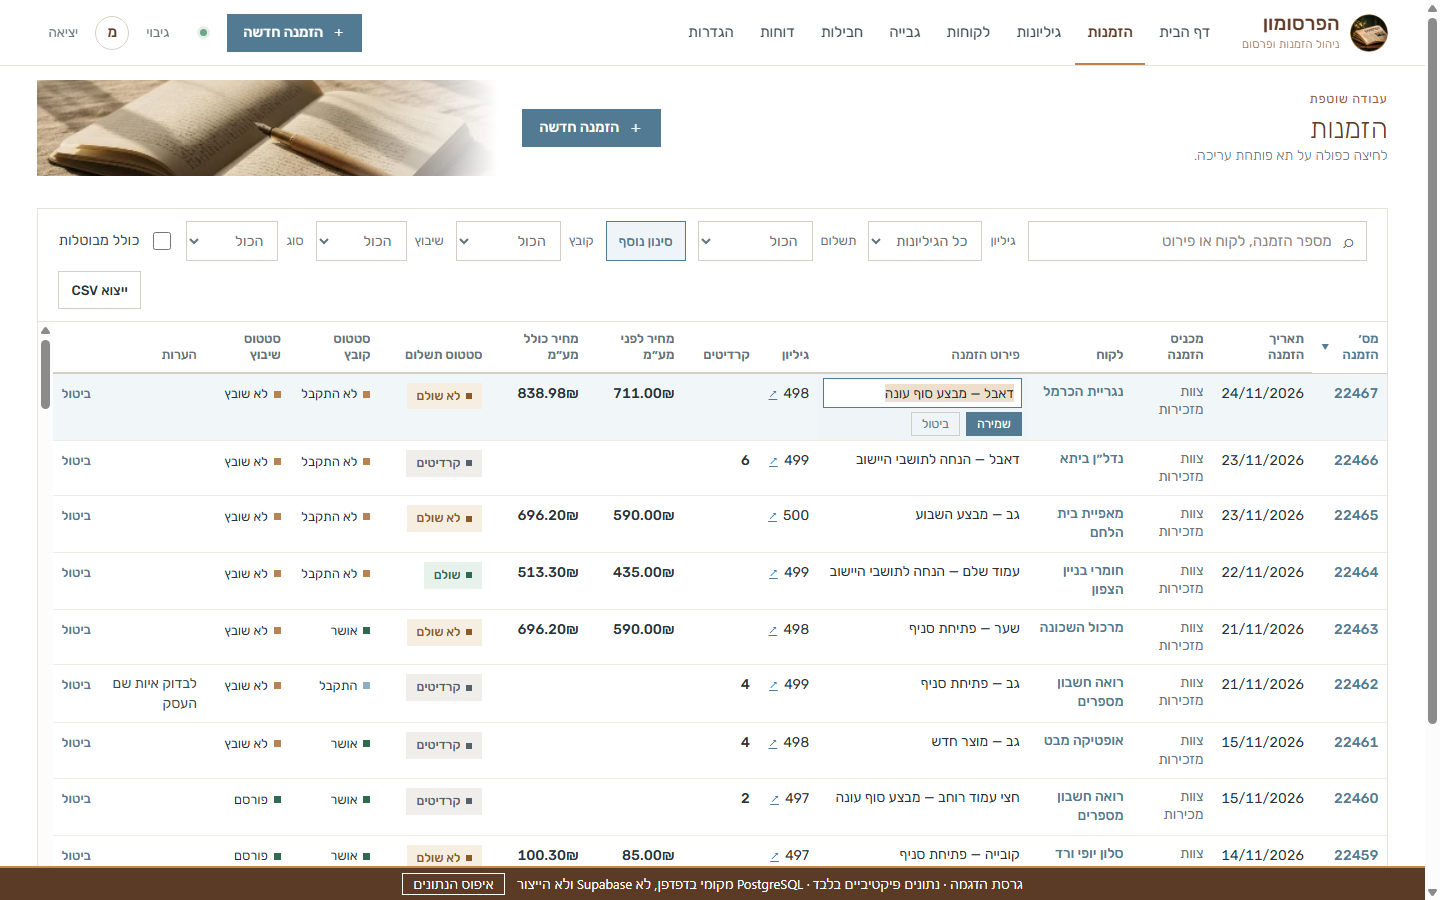 הפרסומון
ניהול הזמנות ופרסום
דף הבית
הזמנות
גיליונות
לקוחות
גבייה
חבילות
דוחות
הגדרות
+ הזמנה חדשה
גיבוי
מ
יציאה
עבודה שוטפת
הזמנות
לחיצה כפולה על תא פותחת עריכה.
+ הזמנה חדשה
מספר הזמנה, לקוח או פירוט
גיליון
כל הגיליונות
תשלום
הכול
סינון נוסף
קובץ
הכול
שיבוץ
הכול
סוג
הכול
כולל מבוטלות
ייצוא CSV
מס׳ הזמנה ▼ תאריך הזמנה מכניס הזמנה לקוח פירוט הזמנה גיליון קרדיטים מחיר לפני מע״מ מחיר כולל מע״מ סטטוס תשלום סטטוס קובץ סטטוס שיבוץ הערות
22467 24/11/2026 צוות מזכירות נגריית הכרמל דאבל – מבצע סוף עונה 498 ↗ ₪711.00 ₪838.98 לא שולם לא התקבל לא שובץ ביטול
שמירה ביטול
22466 23/11/2026 צוות מזכירות נדל״ן ביתא דאבל – הנחה לתושבי היישוב 499 ↗ 6 קרדיטים לא התקבל לא שובץ ביטול
22465 23/11/2026 צוות מזכירות מאפיית בית הלחם גב – מבצע השבוע 500 ↗ ₪590.00 ₪696.20 לא שולם לא התקבל לא שובץ ביטול
22464 22/11/2026 צוות מזכירות חומרי בניין הצפון עמוד שלם – הנחה לתושבי היישוב 499 ↗ ₪435.00 ₪513.30 שולם לא התקבל לא שובץ ביטול
22463 21/11/2026 צוות מזכירות מרכול השכונה שער – פתיחת סניף 498 ↗ ₪590.00 ₪696.20 לא שולם אושר לא שובץ ביטול
22462 21/11/2026 צוות מזכירות רואה חשבון מספרים גב – פתיחת סניף 499 ↗ 4 קרדיטים התקבל לא שובץ לבדוק איות שם העסק ביטול
22461 15/11/2026 צוות מזכירות אופטיקה מבט גב – מוצר חדש 498 ↗ 4 קרדיטים אושר לא שובץ ביטול
22460 15/11/2026 צוות מכירות רואה חשבון מספרים חצי עמוד רוחב – מבצע סוף עונה 497 ↗ 2 קרדיטים אושר פורסם ביטול
22459 14/11/2026 צוות סלון יופי ורד קובייה – פתיחת סניף 497 ↗ ₪85.00 ₪100.30 לא שולם אושר פורסם ביטול
גרסת הדגמה · נתונים פיקטיביים בלבד · PostgreSQL מקומי בדפדפן, לא Supabase ולא הייצור
איפוס הנתונים